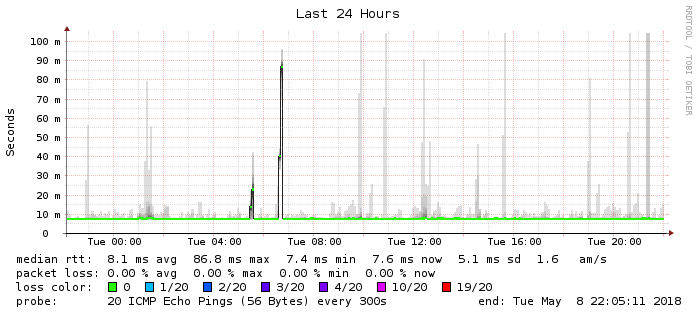 Last 24 Hours
RRDTOOL / TOBI OETIKER
Seconds
100 m
90 m
80 m
70 m
60 m
50 m
40 m
30 m
20 m
10 m
0
Tue 00:00 Tue 04:00 Tue 08:00 Tue 12:00 Tue 16:00 Tue 20:00
median rtt: 8.1 ms avg 86.8 ms max 7.4 ms min 7.6 ms now 5.1 ms sd 1.6 am/s
packet loss: 0.00 % avg 0.00 % max 0.00 % min 0.00 % now
loss color: 0 1/20 2/20 3/20 4/20 10/20 19/20
probe: 20 ICMP Echo Pings (56 Bytes) every 300s end: Tue May 8 22:05:11 2018